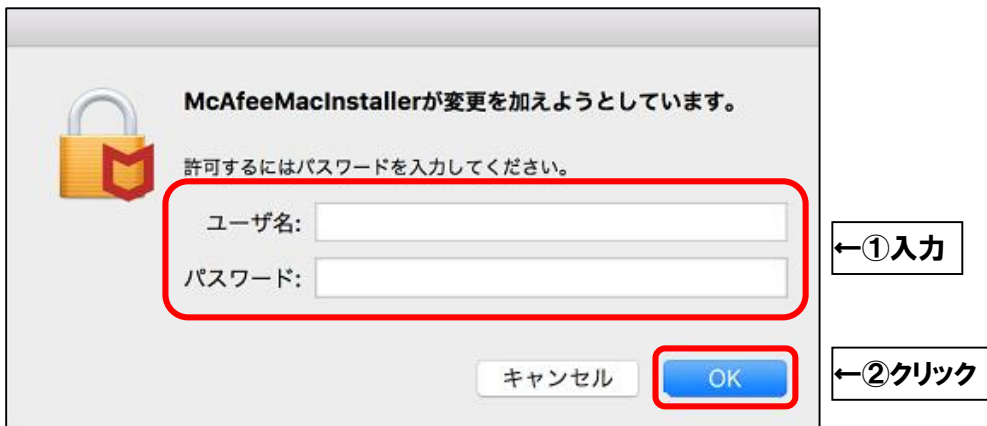 McAfeeMacInstallerが変更を加えようとしています。
許可するにはパスワードを入力してください。
ユーザ名:
←①入力
パスワード:
キャンセル
OK
←②クリック